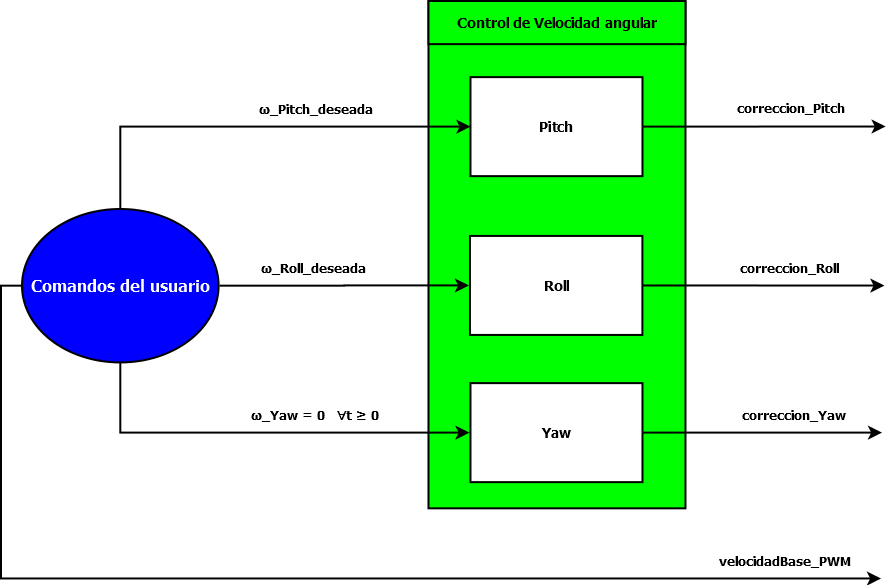 Control de Velocidad angular
ω_Pitch_deseada
Pitch
correccion_Pitch
Comandos del usuario
ω_Roll_deseada
Roll
correccion_Roll
ω_Yaw = 0 ∀t ≥ 0
Yaw
correccion_Yaw
velocidadBase_PWM